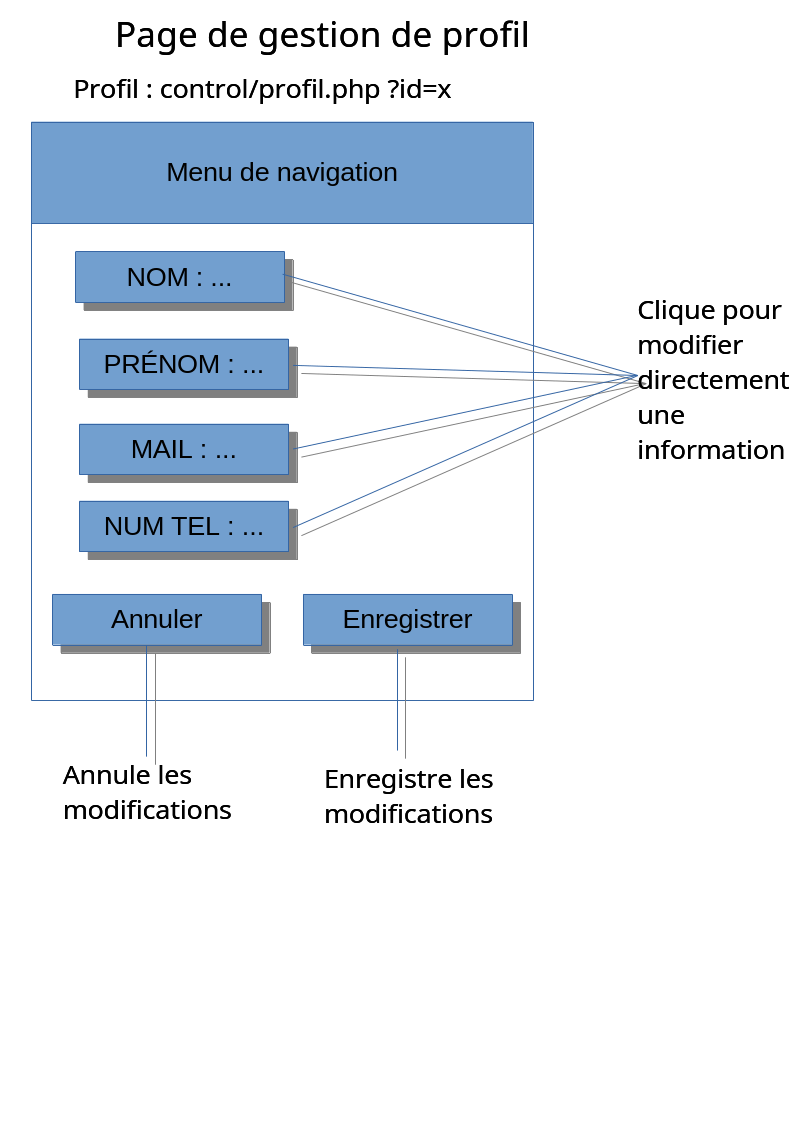 Page de gestion de profil
Profil : control/profil.php ?id=x
Menu de navigation
NOM : ...
PRÉNOM : ...
MAIL : ...
NUM TEL : ...
Clique pour
modifier
directement
une
information
Annuler
Enregistrer
Annule les
modifications
Enregistre les
modifications